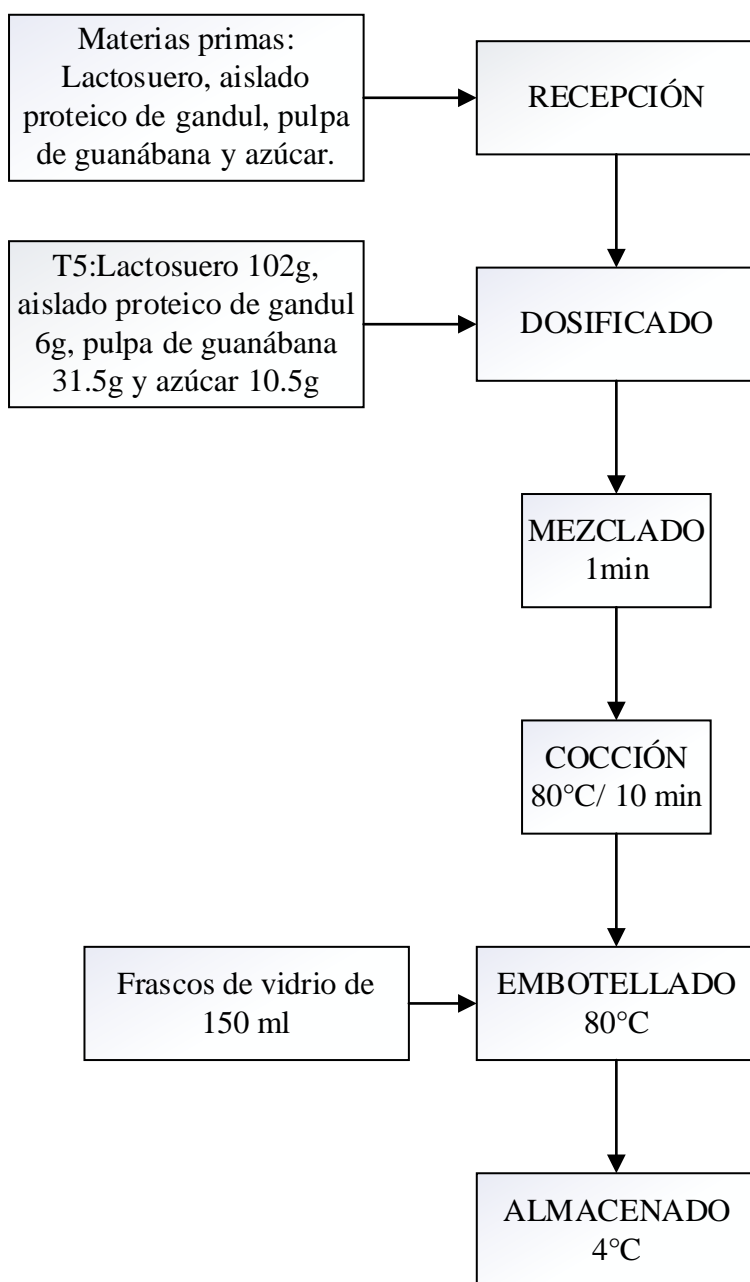 Materias primas:
Lactosuero, aislado
proteico de gandul, pulpa
de guanábana y azúcar.
RECEPCIÓN
T5:Lactosuero 102g,
aislado proteico de gandul
6g, pulpa de guanábana
31.5g y azúcar 10.5g
DOSIFICADO
MEZCLADO
1min
COCCIÓN
80°C/ 10 min
Frascos de vidrio de
150 ml
EMBOTELLADO
80°C
ALMACENADO
4°C